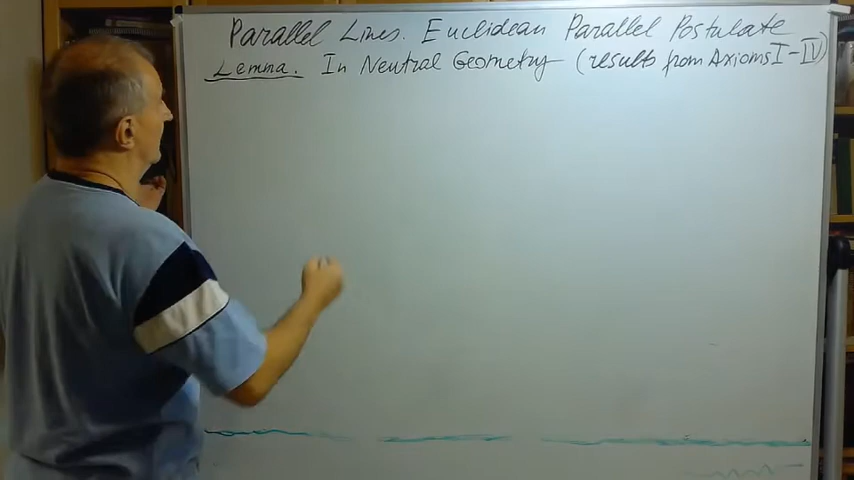 Parallel Lines. Euclidean Parallel Postulate
Lemma. In Neutral Geometry (results from Axioms I-IV)